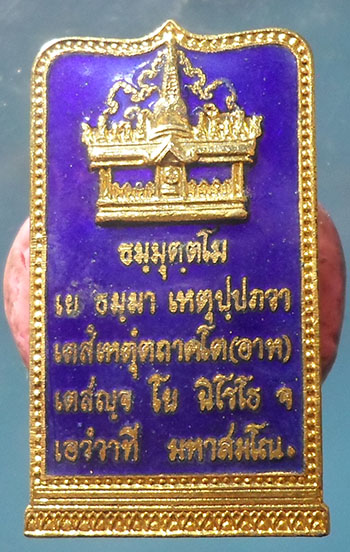 ธมฺมุตฺตโม
เย ธมฺมา เหตุปฺปภวา
เตสํเหตุํตถาคโต(อาห)
เตสญฺจ โย นิโรโธ จ
เอวํวาที มหาสมโณ.